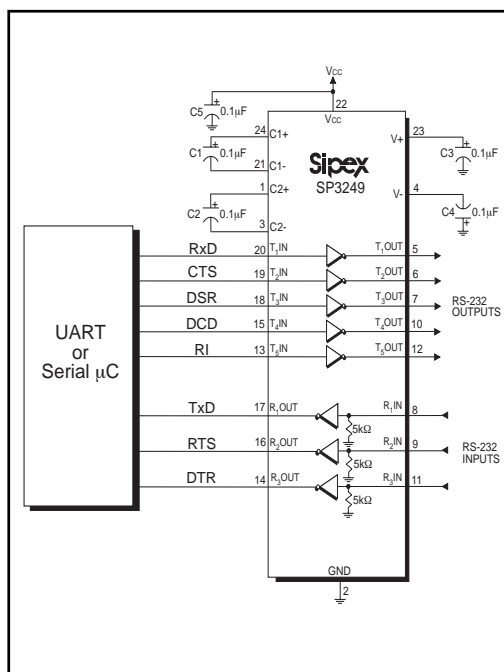 VCC
22
VCC
C5 + 0.1µF
24 C1+
C1 + 0.1µF
21 C1-
1 C2+
C2 + 0.1µF
3 C2-
Sipex
SP3249
V+ 23
C3 + 0.1µF
V- 4
C4 + 0.1µF
UART
or
Serial µC
RxD 20 T1IN T1OUT 5
CTS 19 T2IN T2OUT 6
DSR 18 T3IN T3OUT 7
DCD 15 T4IN T4OUT 10
RI 13 T5IN T5OUT 12
RS-232
OUTPUTS
TxD 17 R1OUT R1IN 8
5kΩ
RTS 16 R2OUT R2IN 9
5kΩ
DTR 14 R3OUT R3IN 11
5kΩ
RS-232
INPUTS
GND
2